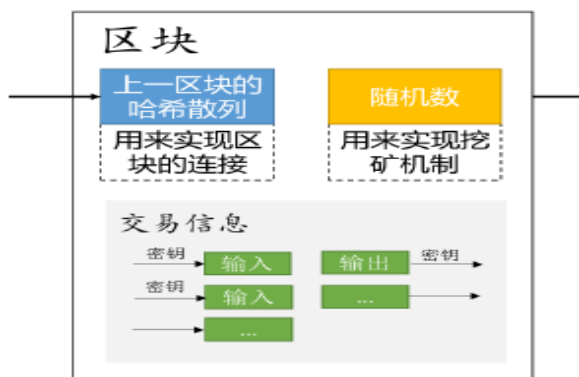 区块
上一区块的
哈希散列
随机数
用来实现区
块的连接
用来实现挖
矿机制
交易信息
密钥
输入
输出
密钥
密钥
输入
...
...